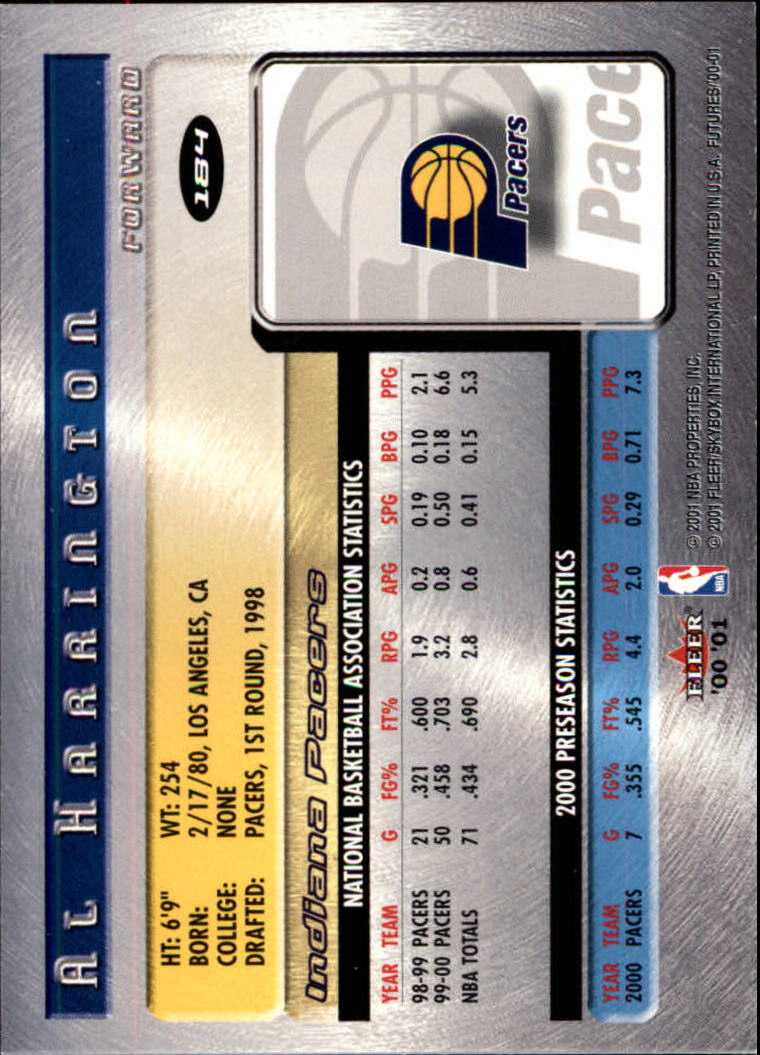 AL HARRINGTON
FORWARD
184
HT: 6'9" WT: 254
BORN: 2/17/80, LOS ANGELES, CA
COLLEGE: NONE
DRAFTED: PACERS, 1ST ROUND, 1998
Pacers
Pace
Indiana Pacers
NATIONAL BASKETBALL ASSOCIATION STATISTICS
YEAR TEAM G FG% FT% RPG APG SPG BPG PPG
98-99 PACERS 21 .321 .600 1.9 0.2 0.19 0.10 2.1
99-00 PACERS 50 .458 .703 3.2 0.8 0.50 0.18 6.6
NBA TOTALS 71 .434 .690 2.8 0.6 0.41 0.15 5.3
2000 PRESEASON STATISTICS
YEAR TEAM G FG% FT% RPG APG SPG BPG PPG
2000 PACERS 7 .355 .545 4.4 2.0 0.29 0.71 7.3
FLEER
'00 '01
NBA
© 2001 NBA PROPERTIES, INC.
© 2001 FLEER/SKYBOX INTERNATIONAL LP, PRINTED IN U.S.A. FUTURES/'00-01